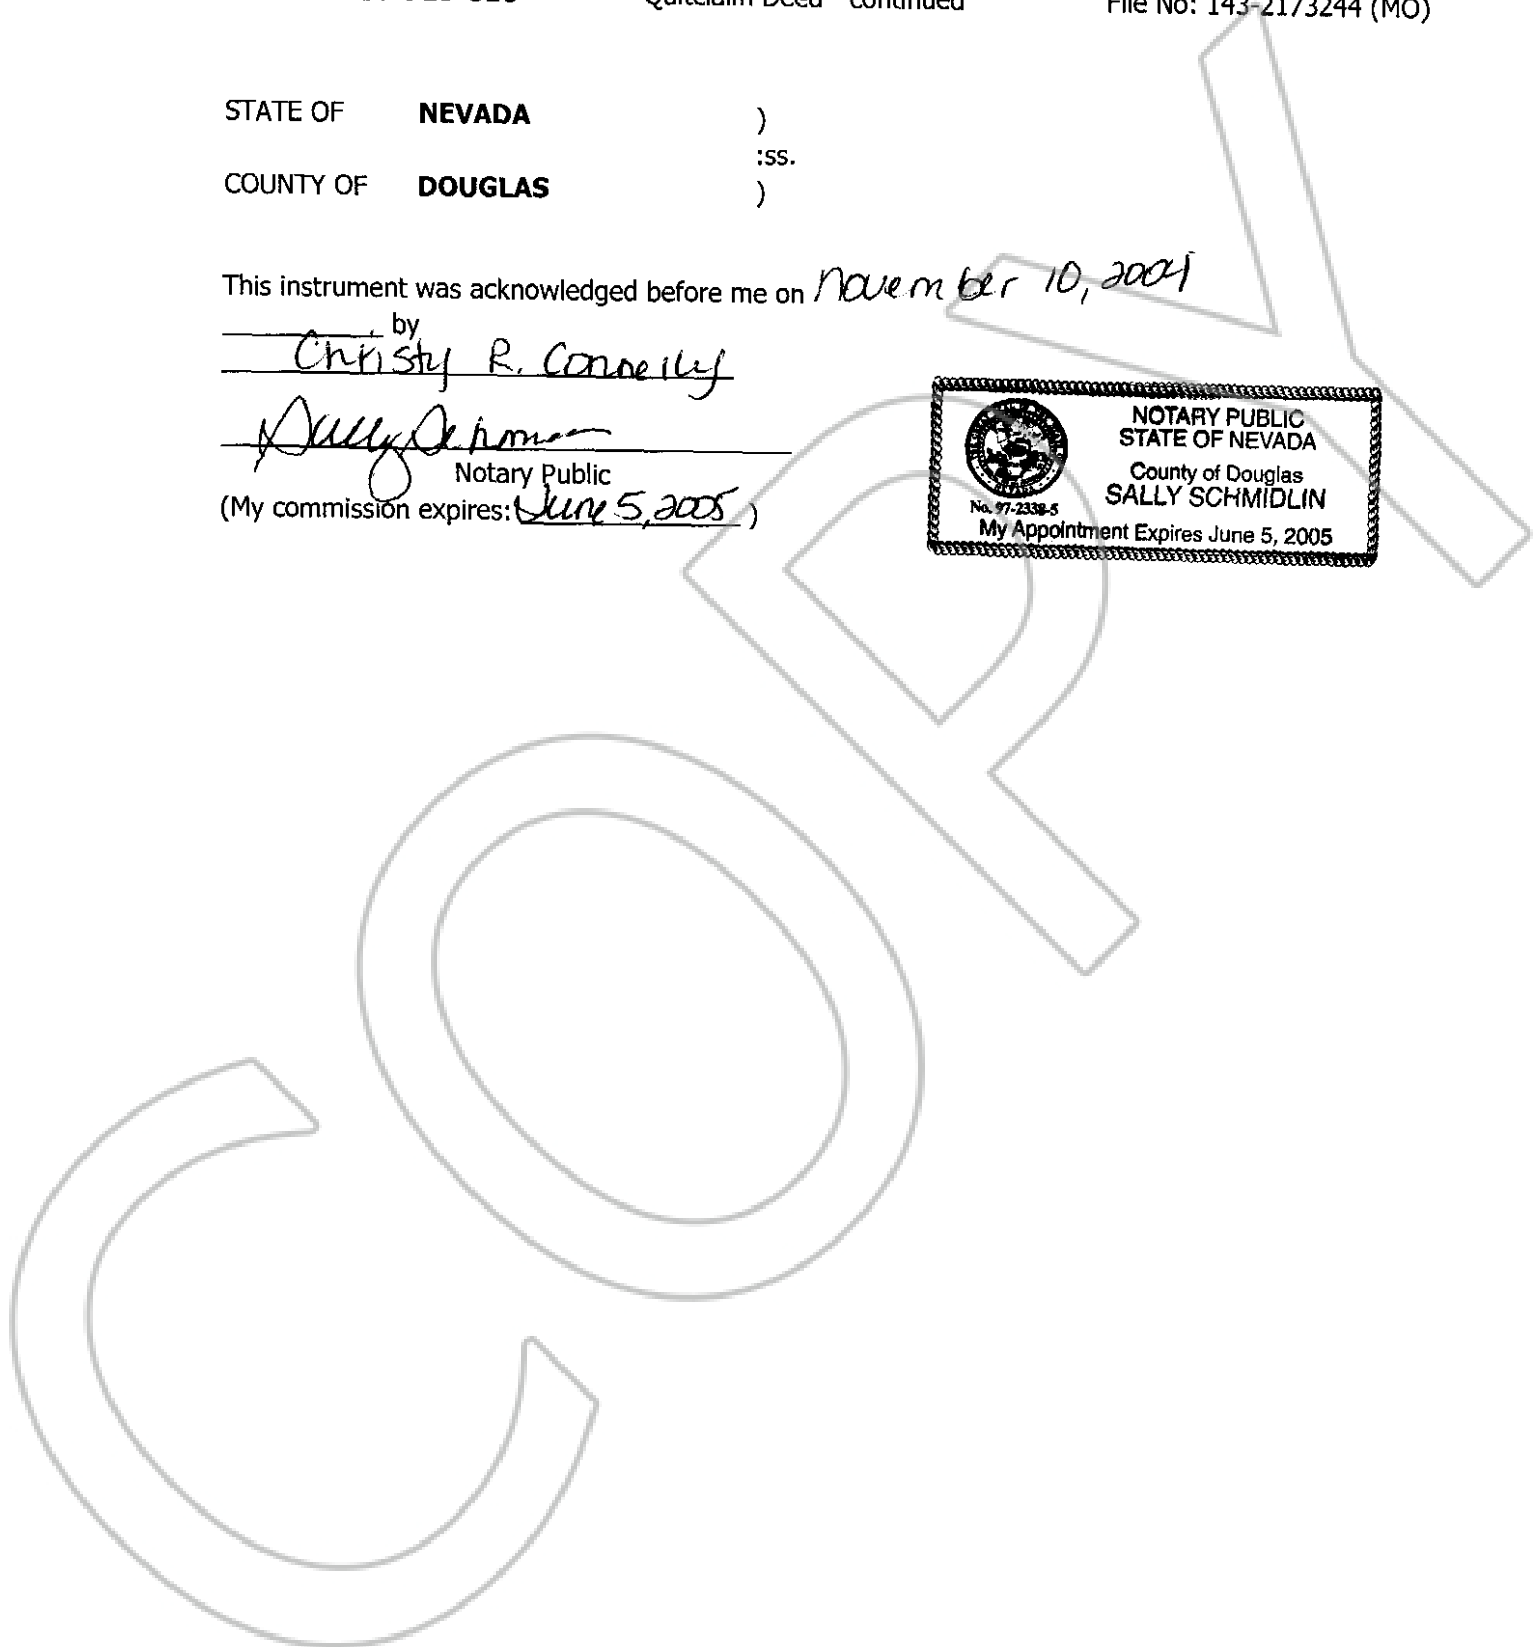 Quitclaim Deed - continued File No: 143-2173244 (MO)
STATE OF NEVADA )
:ss.
COUNTY OF DOUGLAS )
This instrument was acknowledged before me on November 10, 2004
, by
Christy R. Conneily
Notary Public
(My commission expires: June 5, 2005 )
NOTARY PUBLIC
STATE OF NEVADA
County of Douglas
SALLY SCHMIDLIN
No. 97-2338-5
My Appointment Expires June 5, 2005
COPY